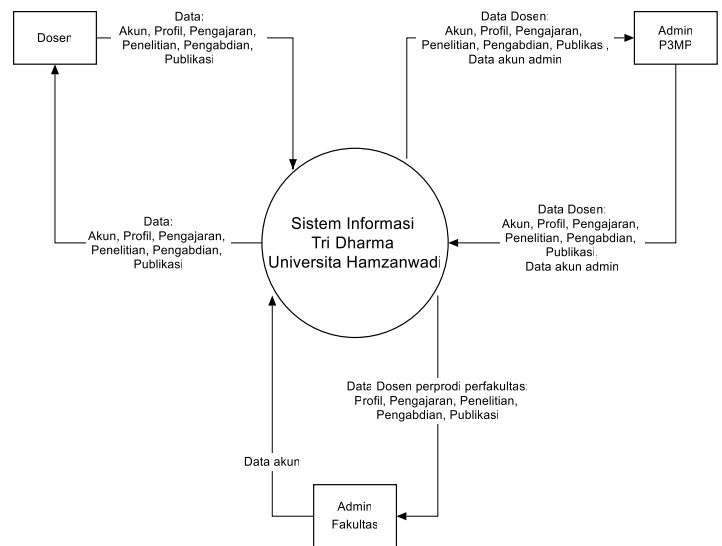 Dosen
Data:
Akun, Profil, Pengajaran,
Penelitian, Pengabdian,
Publikasi
Data Dosen:
Akun, Profil, Pengajaran,
Penelitian, Pengabdian, Publikasi,
Data akun admin
Admin
P3MP
Data:
Akun, Profil, Pengajaran,
Penelitian, Pengabdian,
Publikasi
Sistem Informasi
Tri Dharma
Universita Hamzanwadi
Data Dosen:
Akun, Profil, Pengajaran,
Penelitian, Pengabdian,
Publikasi,
Data akun admin
Data Dosen perprodi perfakultas:
Profil, Pengajaran, Penelitian,
Pengabdian, Publikasi
Data akun
Admin
Fakultas